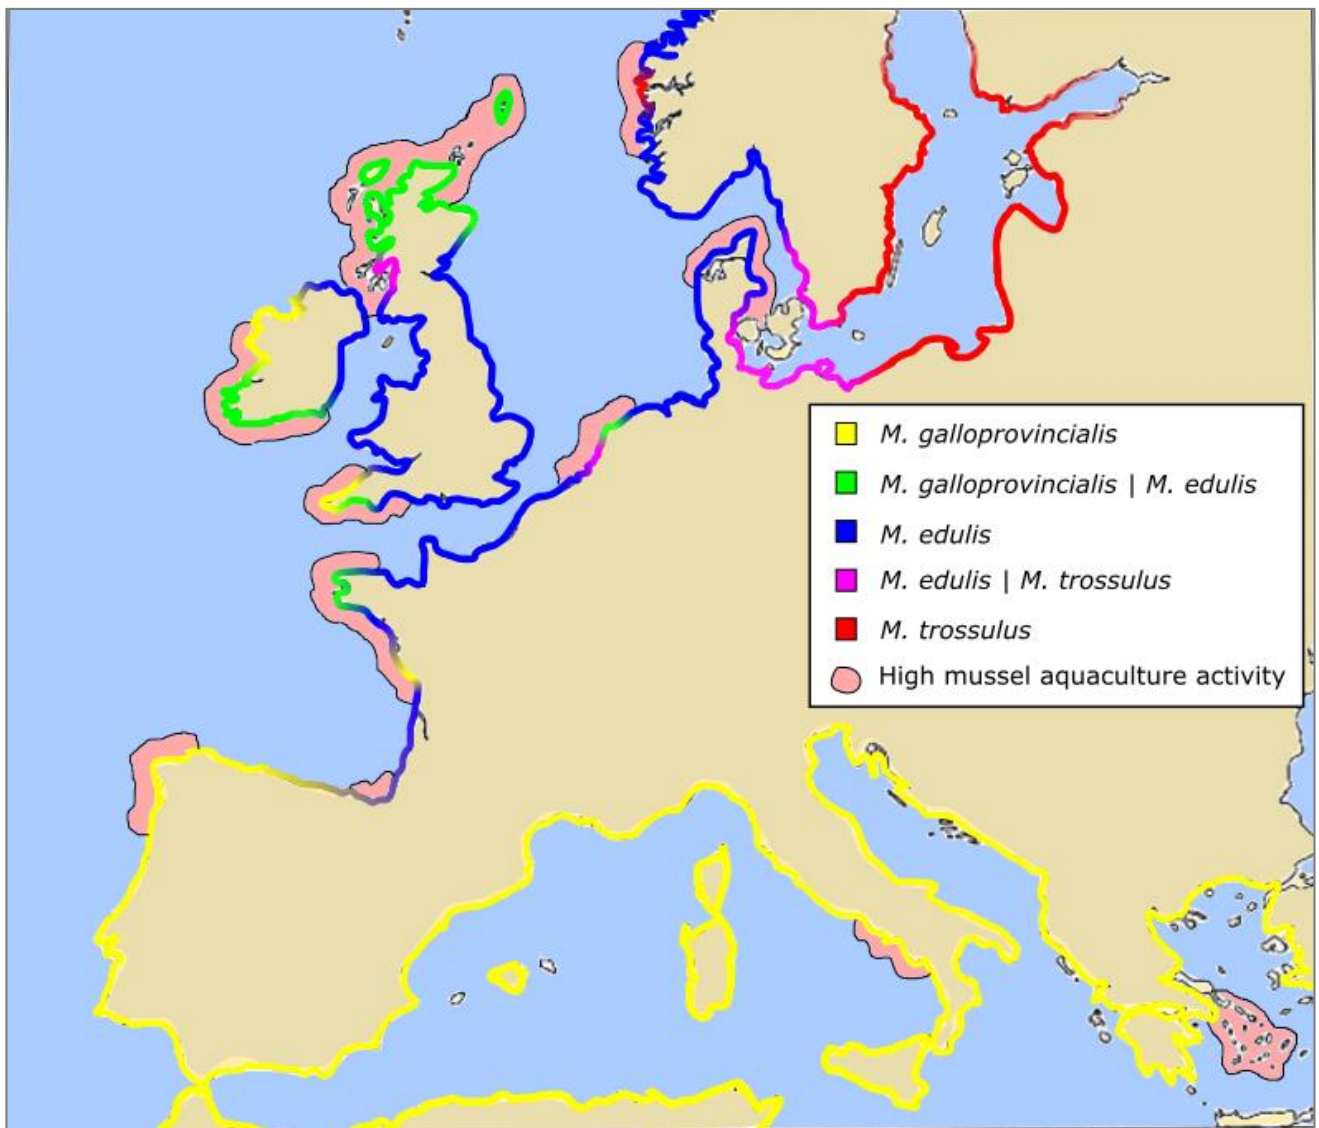 M. galloprovincialis
M. galloprovincialis | M. edulis
M. edulis
M. edulis | M. trossulus
M. trossulus
High mussel aquaculture activity